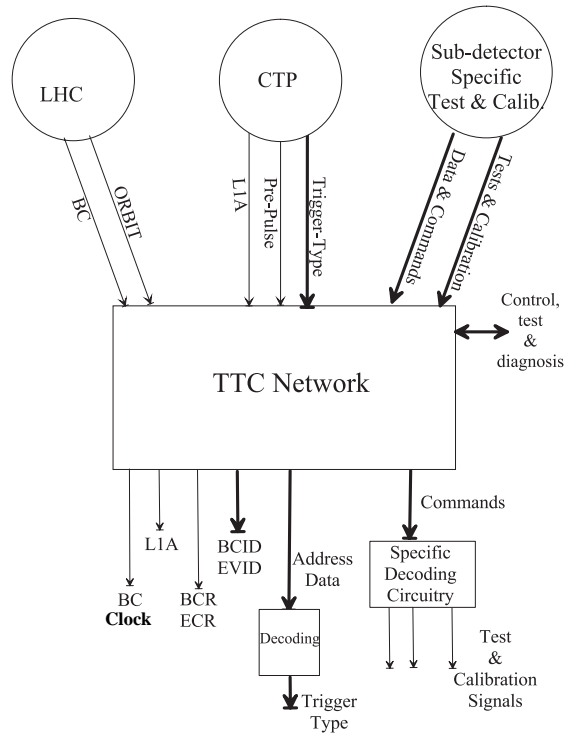 LHC
CTP
Sub-detector
Specific
Test & Calib.
BC
ORBIT
L1A
Pre-Pulse
Trigger-Type
Data & Commands
Tests & Calibration
Control,
test
&
diagnosis
TTC Network
L1A
BC
Clock
BCR
ECR
BCID
EVID
Address
Data
Decoding
Trigger
Type
Commands
Specific
Decoding
Circuitry
Test
&
Calibration
Signals